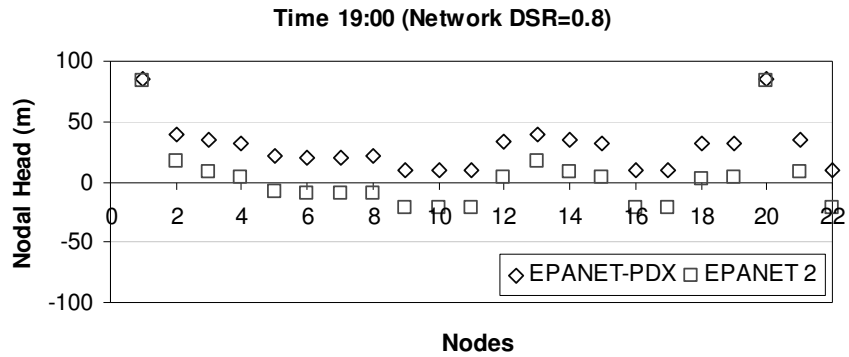 Time 19:00 (Network DSR=0.8)
Nodal Head (m)
100
50
0
-50
-100
0 2 4 6 8 10 12 14 16 18 20 22
EPANET-PDX EPANET 2
Nodes